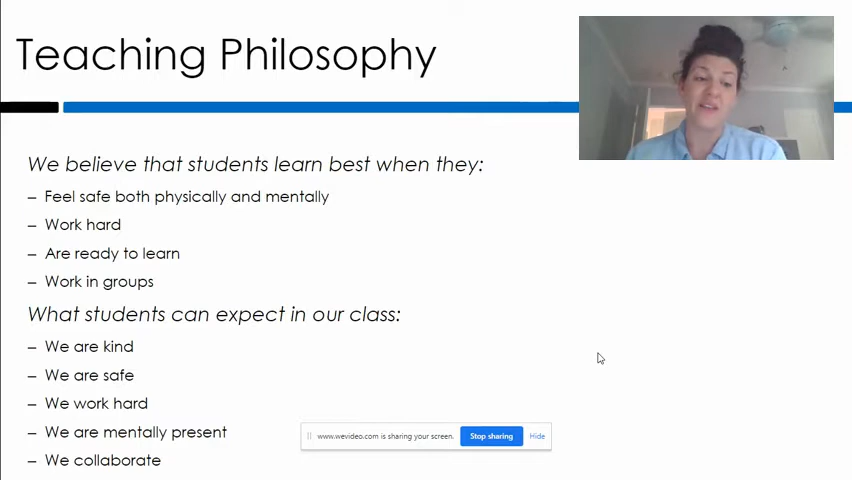 Teaching Philosophy
We believe that students learn best when they:
– Feel safe both physically and mentally
– Work hard
– Are ready to learn
– Work in groups
What students can expect in our class:
– We are kind
– We are safe
– We work hard
– We are mentally present
– We collaborate
www.wevideo.com is sharing your screen. Stop sharing Hide